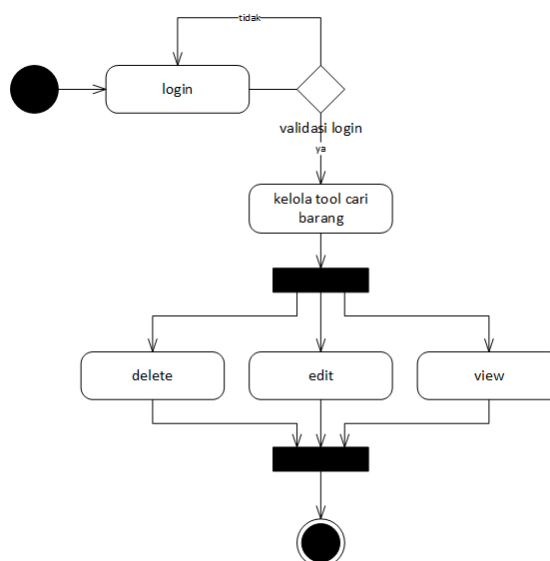 tidak
login
validasi login
ya
kelola tool cari
barang
delete
edit
view